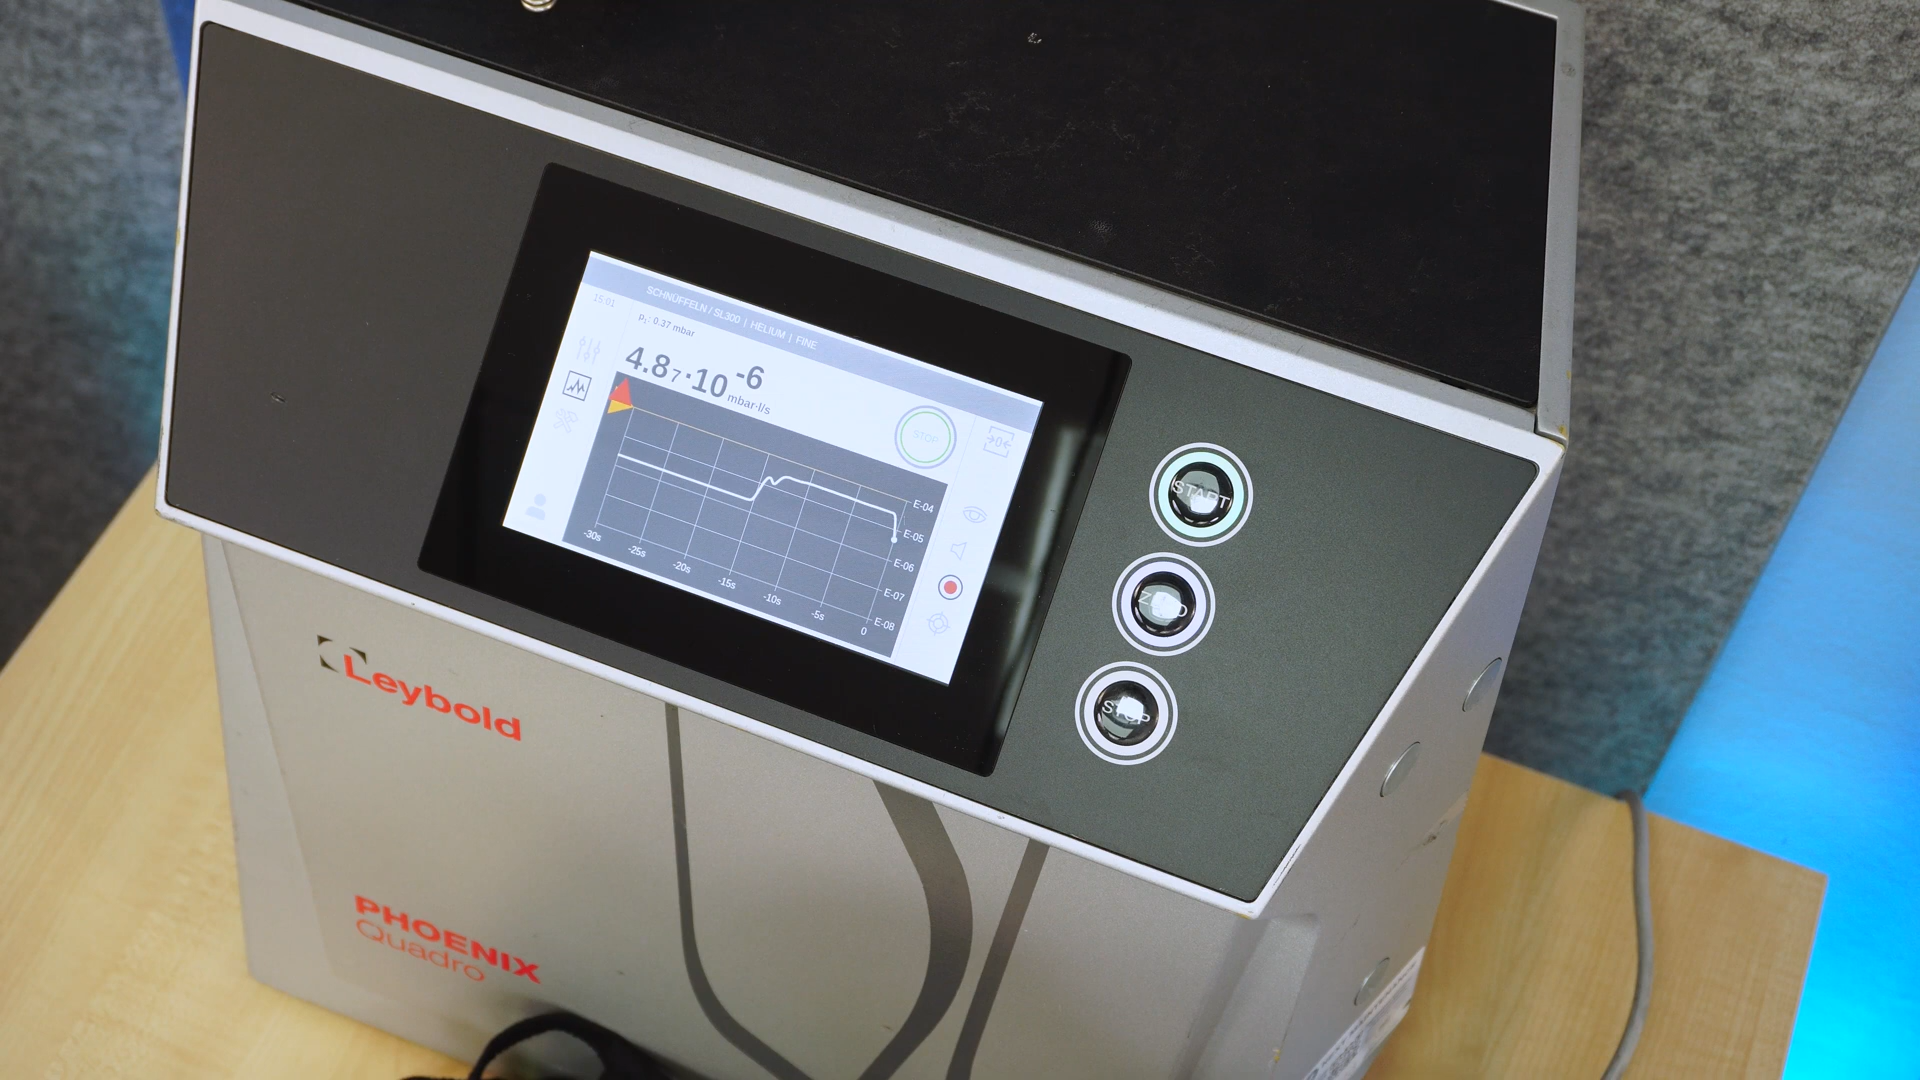 15:01
SCHNÜFFELN / SL300 | HELIUM | FINE
p₁: 0.37 mbar
4.8₇·10⁻⁶ mbar·l/s
STOP
→0←
E-04
E-05
E-06
E-07
E-08
-30s
-25s
-20s
-15s
-10s
-5s
0
START
ZERO
STOP
Leybold
PHOENIX
Quadro